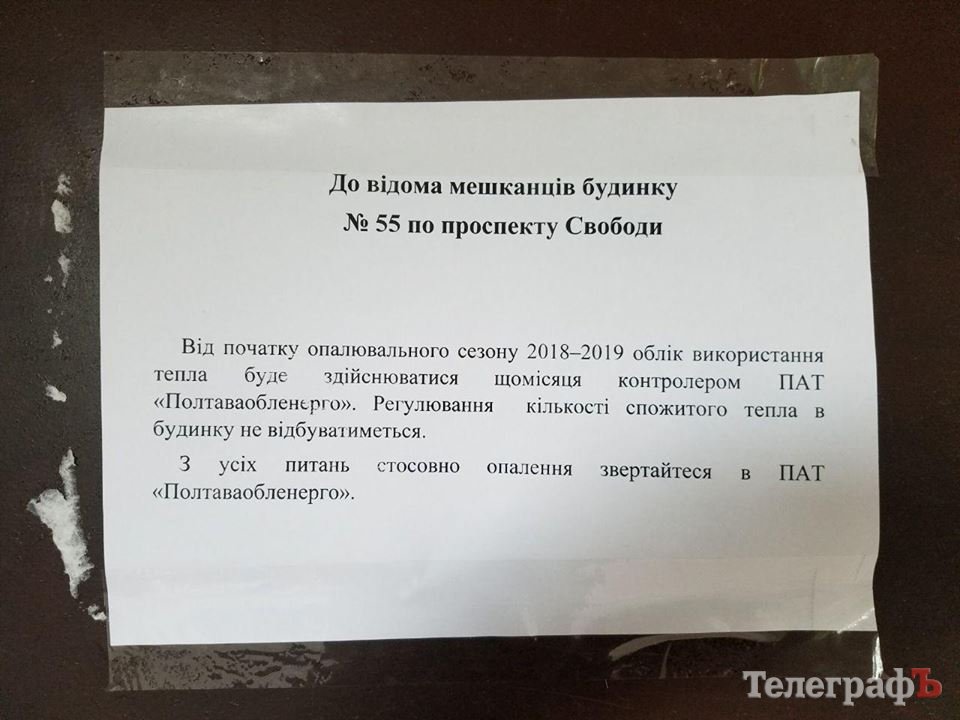 До відома мешканців будинку
№ 55 по проспекту Свободи
Від початку опалювального сезону 2018–2019 облік використання
тепла буде здійснюватися щомісяця контролером ПАТ
«Полтаваобленерго». Регулювання кількості спожитого тепла в
будинку не відбуватиметься.
З усіх питань стосовно опалення звертайтеся в ПАТ
«Полтаваобленерго».
ТелеграфЪ